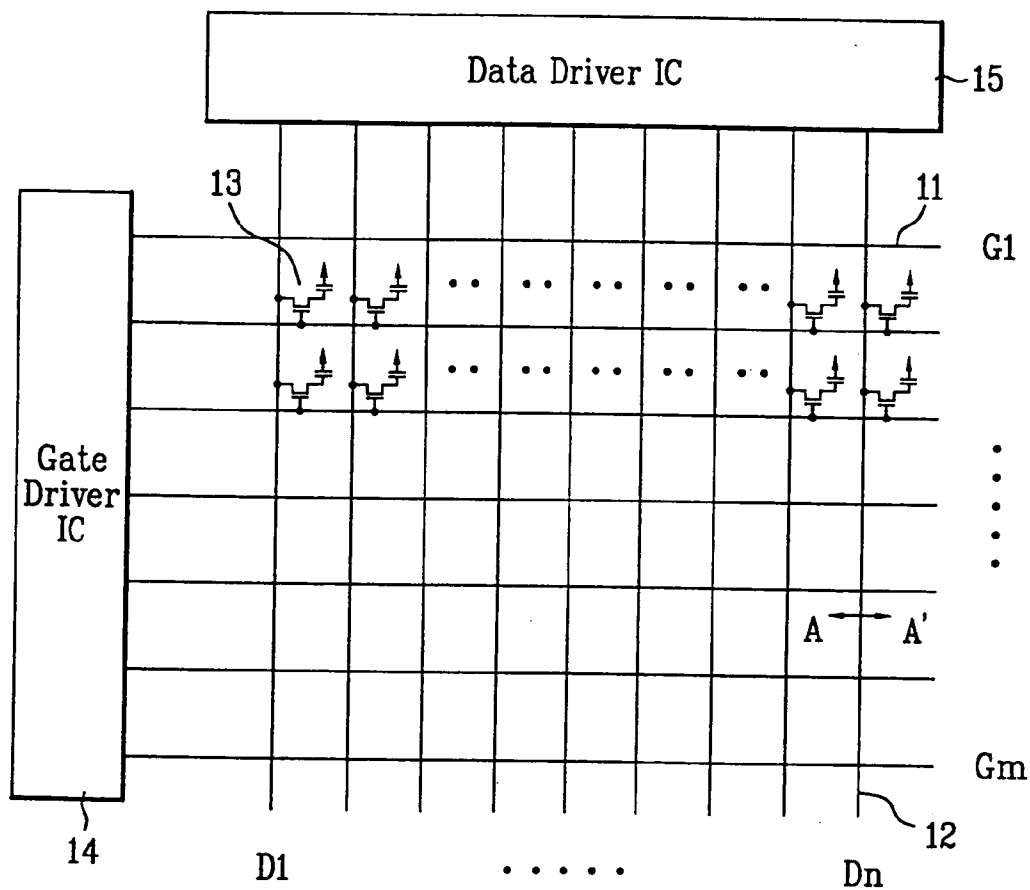 Data Driver IC
15
13
11
G1
Gate
Driver
IC
A A'
Gm
14
12
D1 ..... Dn